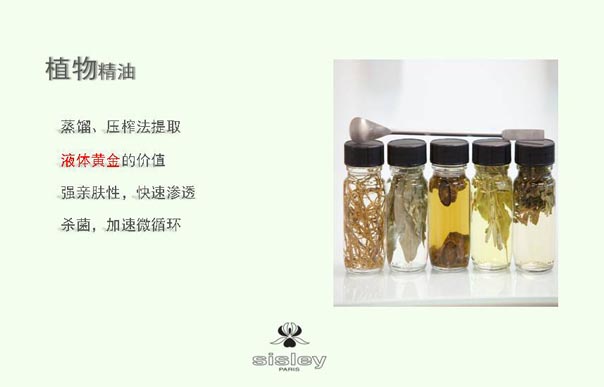 植物精油
蒸馏、压榨法提取
液体黄金的价值
强亲肤性，快速渗透
杀菌，加速微循环
sisley
PARIS